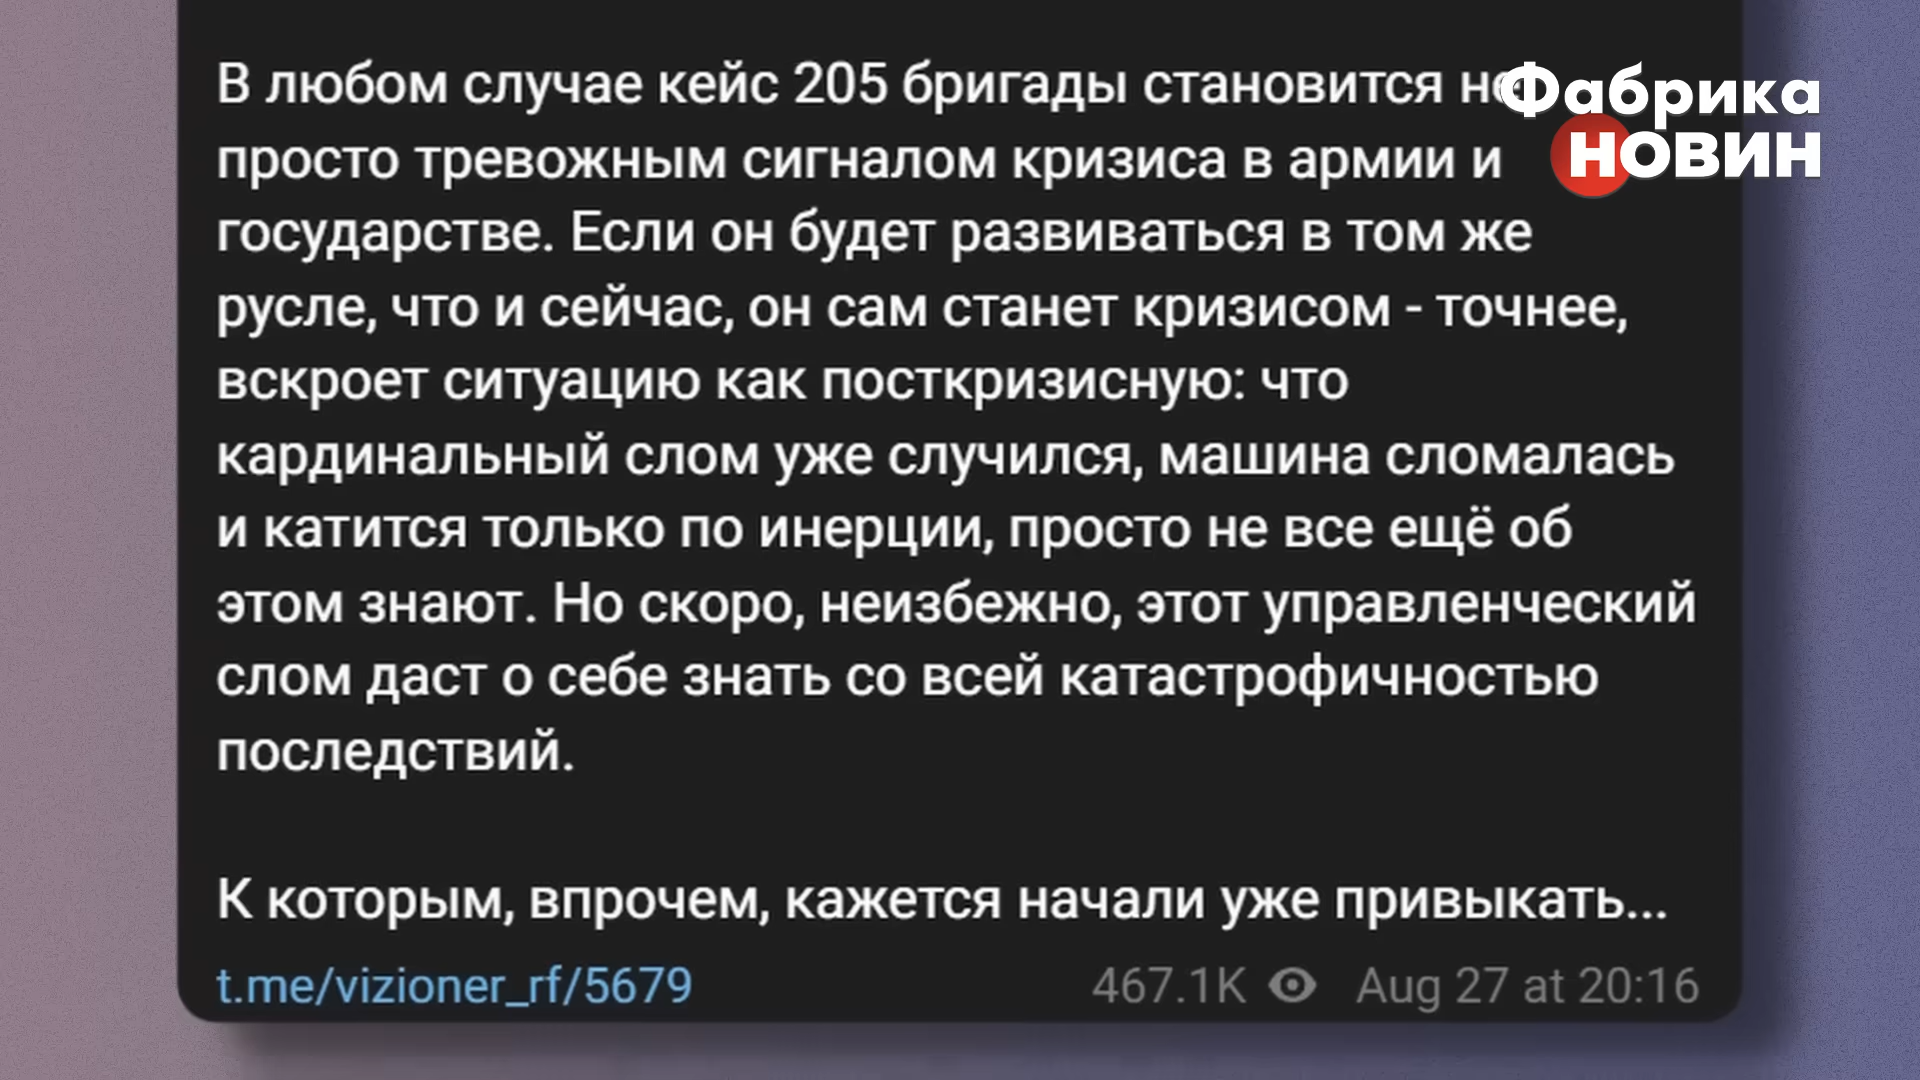 В любом случае кейс 205 бригады становится не
просто тревожным сигналом кризиса в армии и
государстве. Если он будет развиваться в том же
русле, что и сейчас, он сам станет кризисом - точнее,
вскроет ситуацию как посткризисную: что
кардинальный слом уже случился, машина сломалась
и катится только по инерции, просто не все ещё об
этом знают. Но скоро, неизбежно, этот управленческий
слом даст о себе знать со всей катастрофичностью
последствий.
К которым, впрочем, кажется начали уже привыкать...
t.me/vizioner_rf/5679 467.1K Aug 27 at 20:16
Фабрика
новин